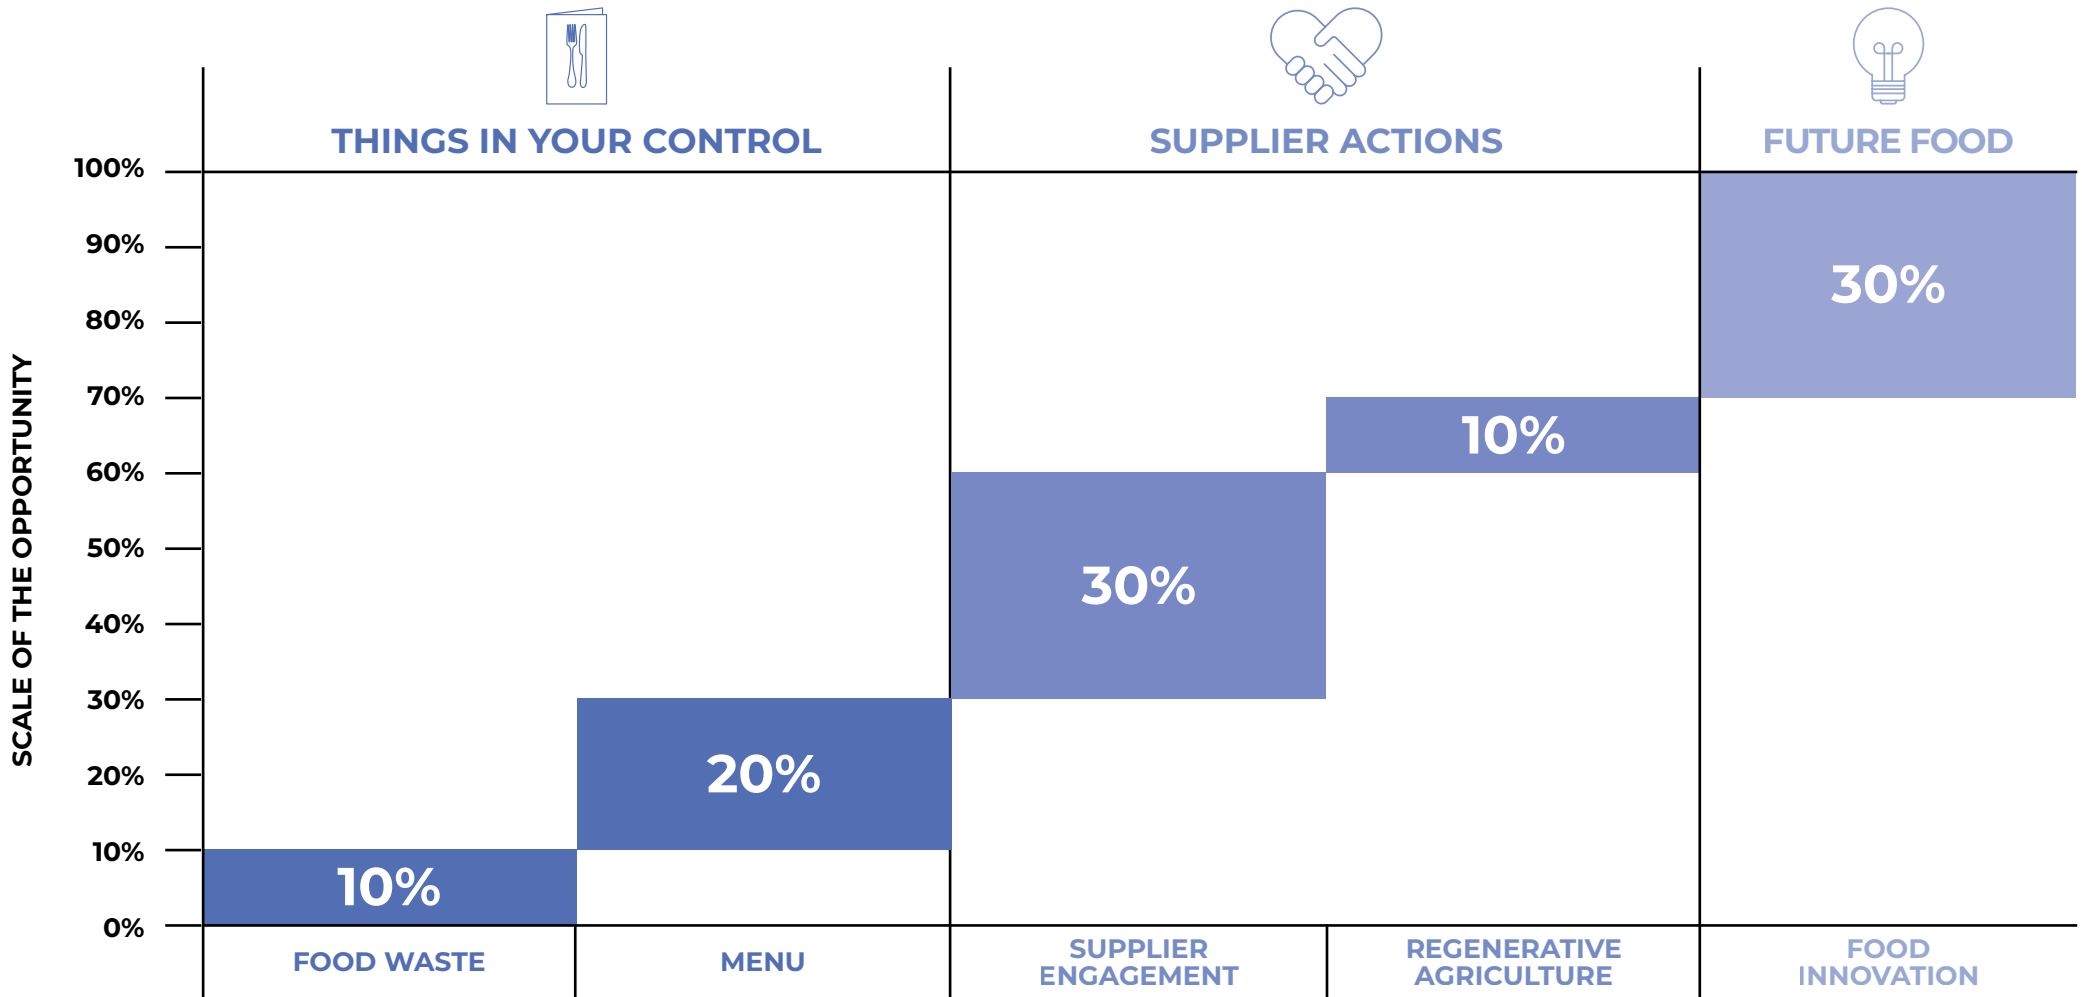 THINGS IN YOUR CONTROL
SUPPLIER ACTIONS
FUTURE FOOD
SCALE OF THE OPPORTUNITY
100%
90%
80%
70%
60%
50%
40%
30%
20%
10%
0%
10%
20%
30%
10%
30%
FOOD WASTE
MENU
SUPPLIER
ENGAGEMENT
REGENERATIVE
AGRICULTURE
FOOD
INNOVATION